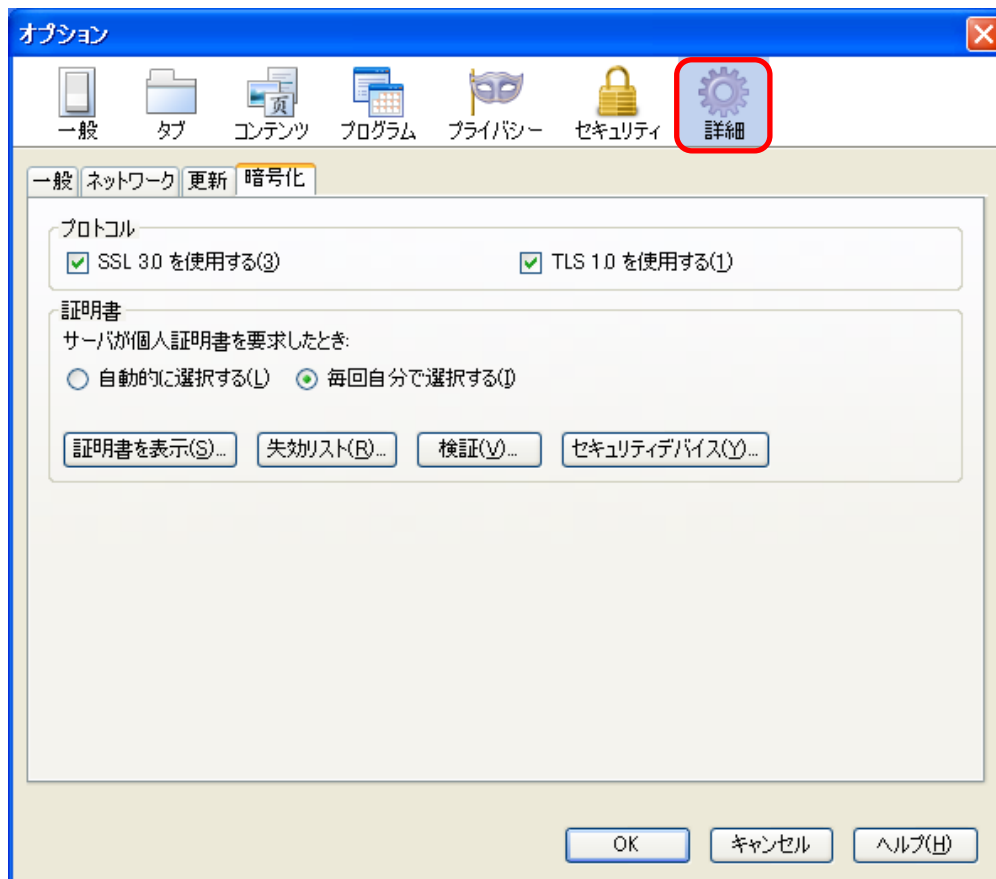 オプション
一般 タブ コンテンツ プログラム プライバシー セキュリティ 詳細
一般 ネットワーク 更新 暗号化
プロトコル
SSL 3.0 を使用する(3) TLS 1.0 を使用する(1)
証明書
サーバが個人証明書を要求したとき:
自動的に選択する(L) 毎回自分で選択する(I)
証明書を表示(S)... 失効リスト(R)... 検証(V)... セキュリティデバイス(Y)...
OK キャンセル ヘルプ(H)